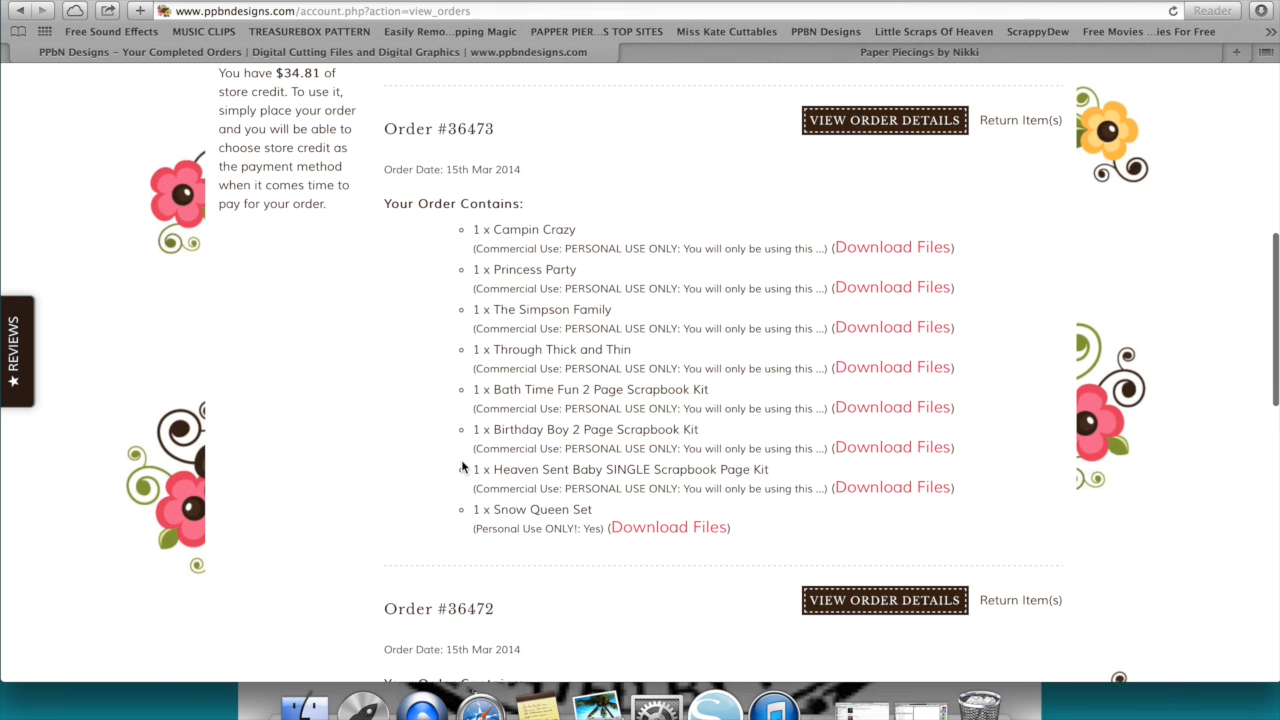 www.ppbndesigns.com/account.php?action=view_orders
Reader
Free Sound Effects MUSIC CLIPS TREASUREBOX PATTERN Easily Remo...pping Magic PAPPER PIER...S TOP SITES Miss Kate Cuttables PPBN Designs Little Scraps Of Heaven ScrappyDew Free Movies ...ies For Free
PPbN Designs – Your Completed Orders | Digital Cutting Files and Digital Graphics | www.ppbndesigns.com
Paper Piecings by Nikki
You have $34.81 of
store credit. To use it,
simply place your order
and you will be able to
choose store credit as
the payment method
when it comes time to
pay for your order.
★ REVIEWS
Order #36473
VIEW ORDER DETAILS Return Item(s)
Order Date: 15th Mar 2014
Your Order Contains:
1 x Campin Crazy
(Commercial Use: PERSONAL USE ONLY: You will only be using this ...) (Download Files)
1 x Princess Party
(Commercial Use: PERSONAL USE ONLY: You will only be using this ...) (Download Files)
1 x The Simpson Family
(Commercial Use: PERSONAL USE ONLY: You will only be using this ...) (Download Files)
1 x Through Thick and Thin
(Commercial Use: PERSONAL USE ONLY: You will only be using this ...) (Download Files)
1 x Bath Time Fun 2 Page Scrapbook Kit
(Commercial Use: PERSONAL USE ONLY: You will only be using this ...) (Download Files)
1 x Birthday Boy 2 Page Scrapbook Kit
(Commercial Use: PERSONAL USE ONLY: You will only be using this ...) (Download Files)
1 x Heaven Sent Baby SINGLE Scrapbook Page Kit
(Commercial Use: PERSONAL USE ONLY: You will only be using this ...) (Download Files)
1 x Snow Queen Set
(Personal Use ONLY!: Yes) (Download Files)
Order #36472
VIEW ORDER DETAILS Return Item(s)
Order Date: 15th Mar 2014